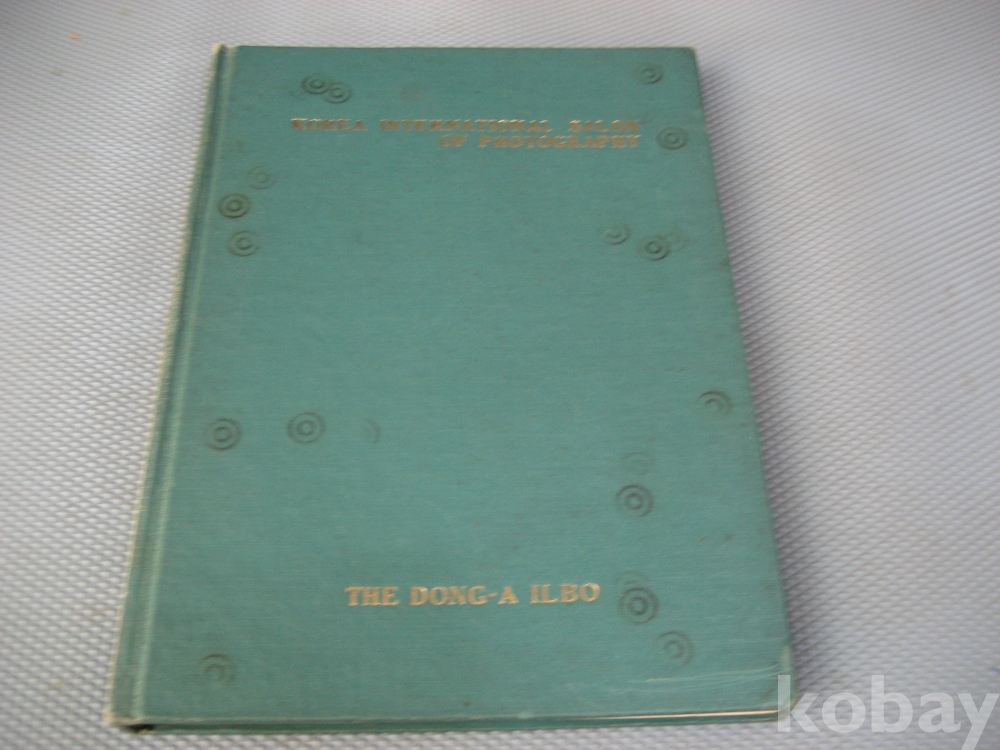 KOREA INTERNATIONAL SALON
OF PHOTOGRAPHY
THE DONG-A ILBO
kobay